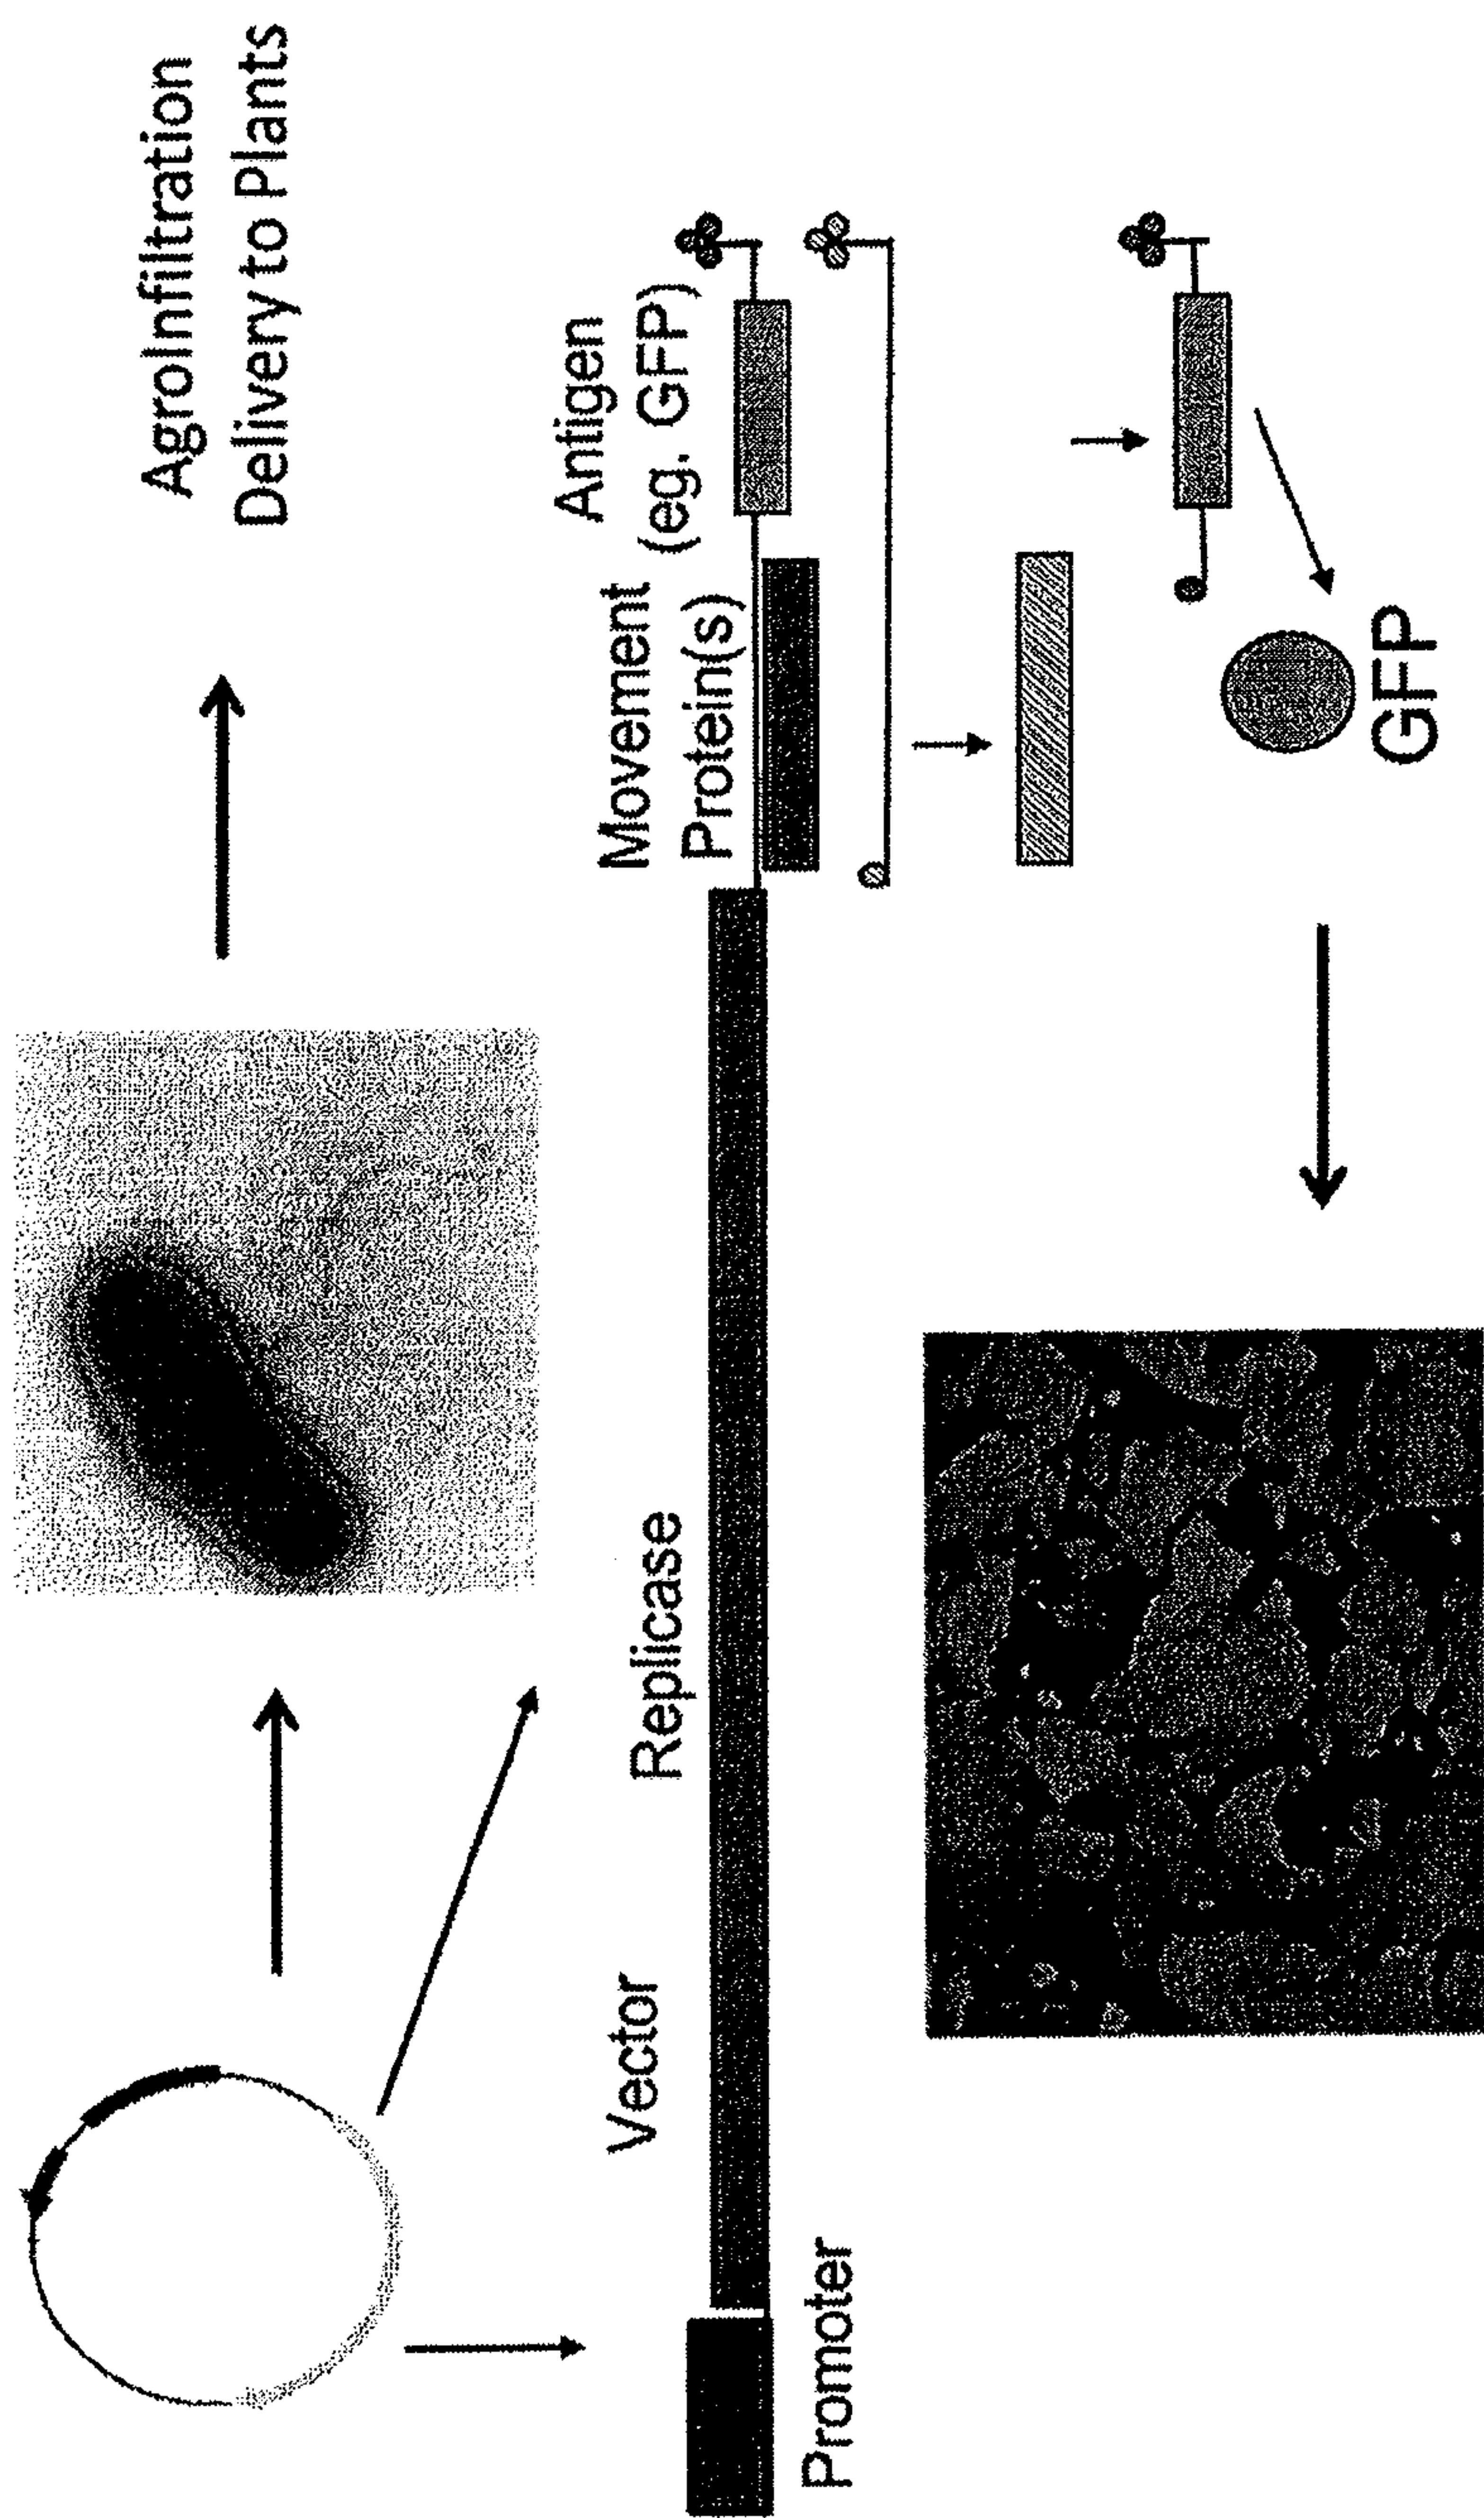 AgroInfiltration
Delivery to Plants
Vector
Replicase
Movement
Protein(s)
Antigen
(eg. GFP)
Promoter
GFP